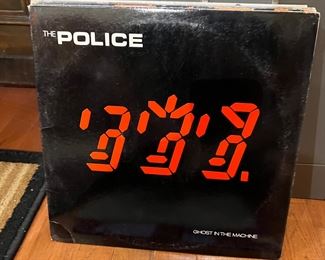 THE POLICE
GHOST IN THE MACHINE